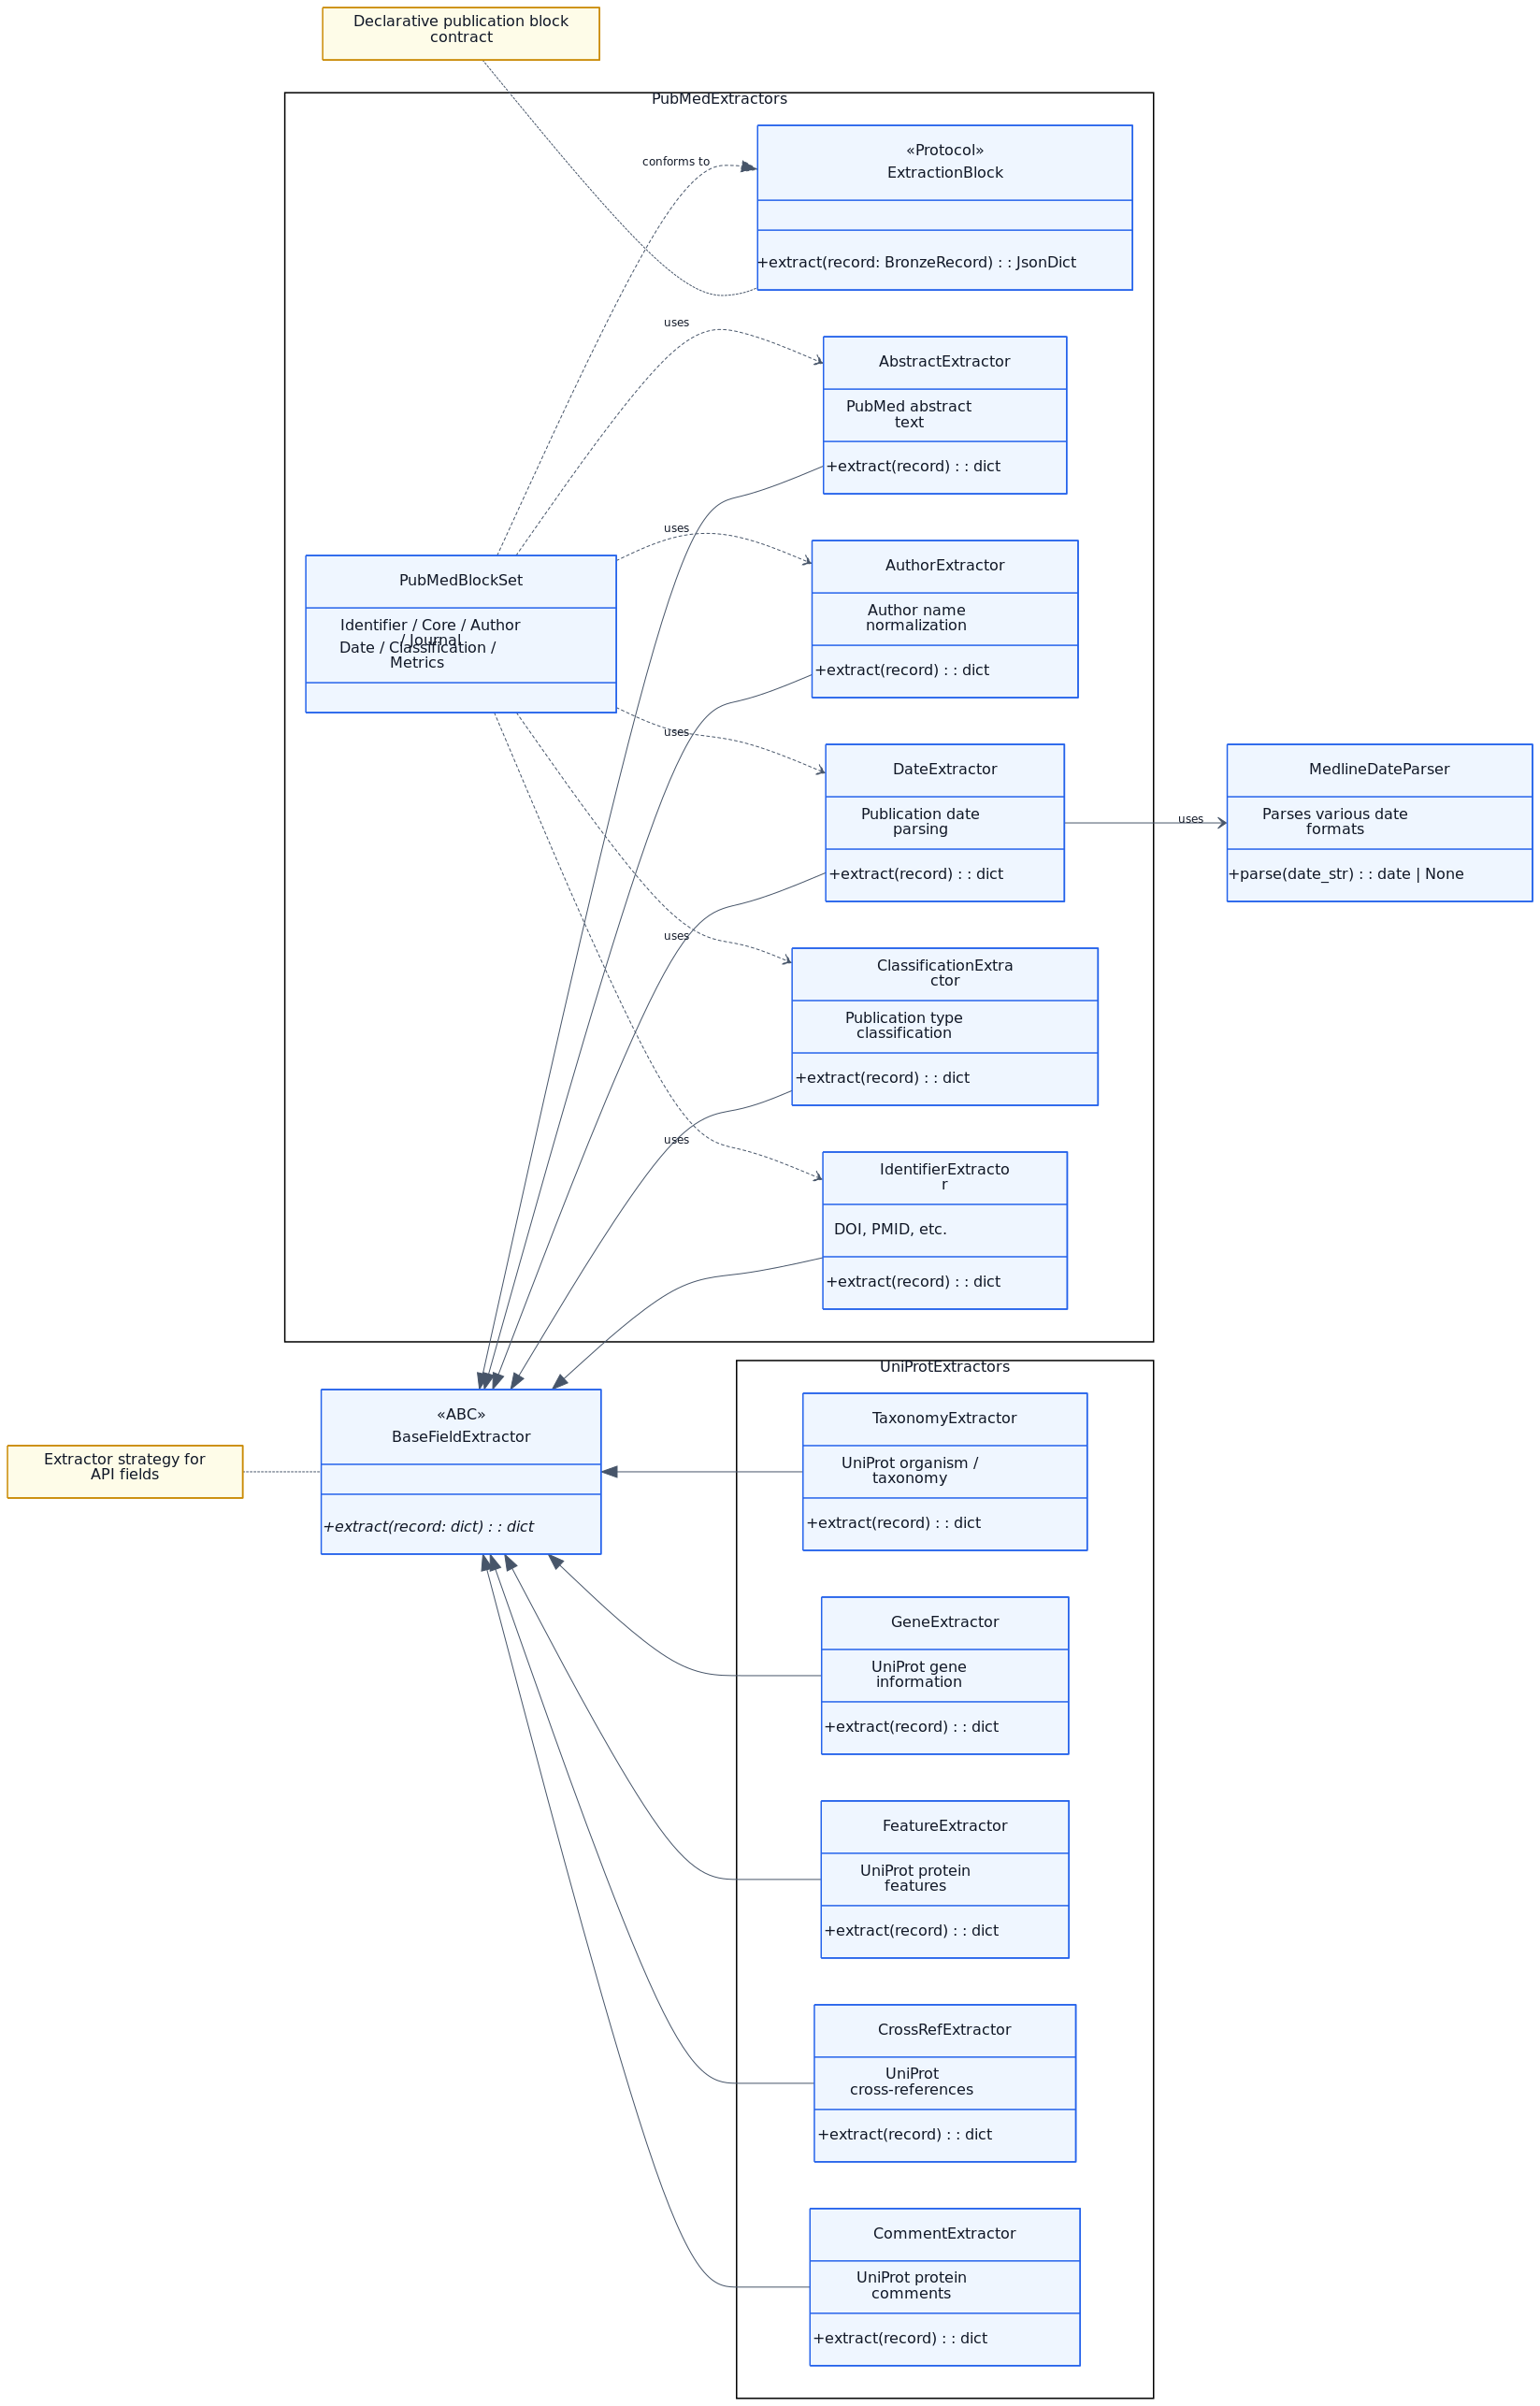 Declarative publication block
contract
PubMedExtractors
«Protocol»
ExtractionBlock
+extract(record: BronzeRecord) : : JsonDict
conforms to
uses
AbstractExtractor
PubMed abstract
text
+extract(record) : : dict
uses
AuthorExtractor
Author name
normalization
+extract(record) : : dict
PubMedBlockSet
Identifier / Core / Author
/ Journal
Date / Classification /
Metrics
uses
DateExtractor
Publication date
parsing
+extract(record) : : dict
uses
MedlineDateParser
Parses various date
formats
+parse(date_str) : : date | None
uses
ClassificationExtra
ctor
Publication type
classification
+extract(record) : : dict
uses
IdentifierExtracto
r
DOI, PMID, etc.
+extract(record) : : dict
Extractor strategy for
API fields
«ABC»
BaseFieldExtractor
+extract(record: dict) : : dict
UniProtExtractors
TaxonomyExtractor
UniProt organism /
taxonomy
+extract(record) : : dict
GeneExtractor
UniProt gene
information
+extract(record) : : dict
FeatureExtractor
UniProt protein
features
+extract(record) : : dict
CrossRefExtractor
UniProt
cross-references
+extract(record) : : dict
CommentExtractor
UniProt protein
comments
+extract(record) : : dict